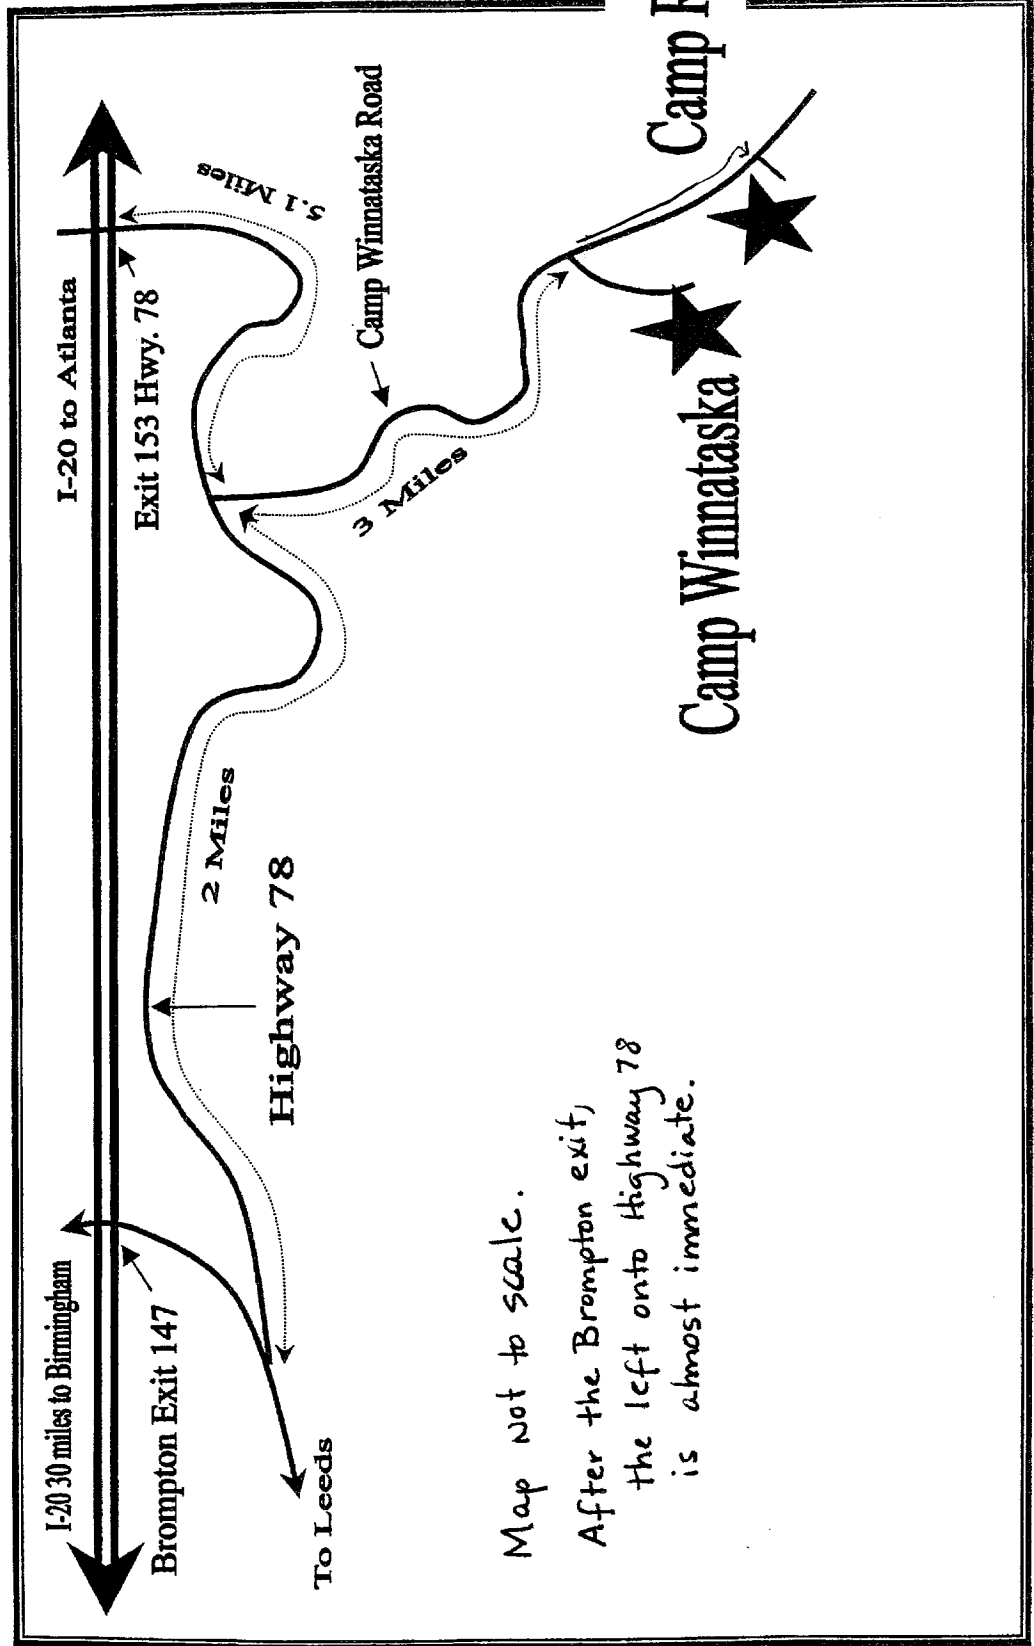 I-20 30 miles to Birmingham
I-20 to Atlanta
Brompton Exit 147
Exit 153 Hwy. 78
5.1 Miles
To Leeds
2 Miles
Highway 78
3 Miles
Camp Winnataska Road
Camp Winnataska
Camp
Map Not to scale.
After the Brompton exit,
the left onto Highway 78
is almost immediate.